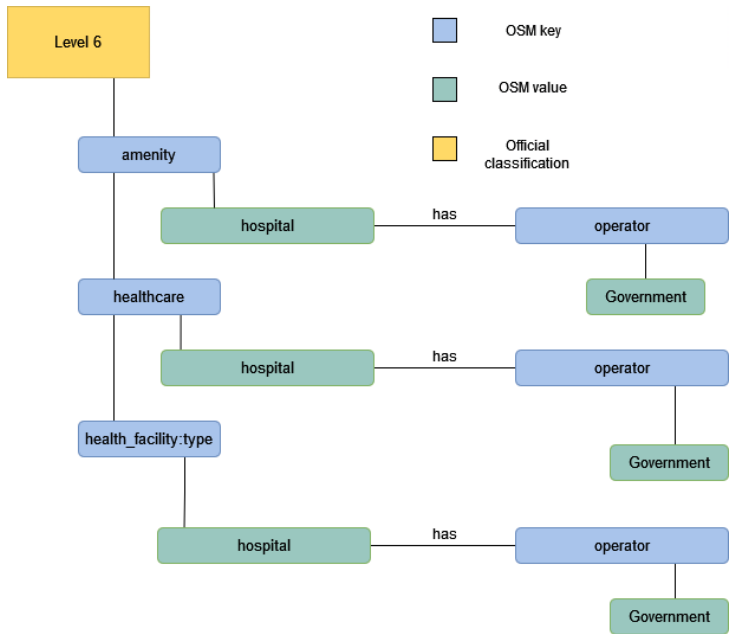 Level 6
OSM key
OSM value
Official
classification
amenity
hospital
has
operator
Government
healthcare
hospital
has
operator
Government
health_facility:type
hospital
has
operator
Government